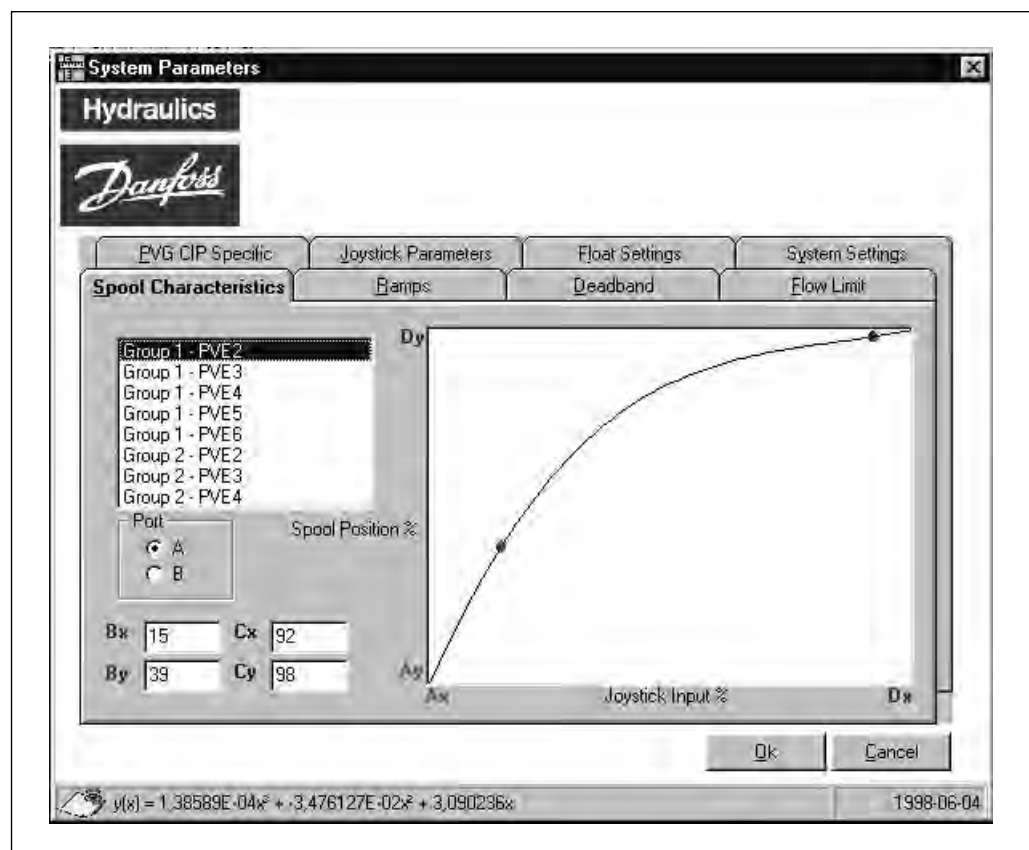 System Parameters
Hydraulics
Danfoss
PVG CIP Specific
Joystick Parameters
Float Settings
System Settings
Spool Characteristics
Ramps
Deadband
Flow Limit
Group 1 - PVE2
Group 1 - PVE3
Group 1 - PVE4
Group 1 - PVE5
Group 1 - PVE6
Group 2 - PVE2
Group 2 - PVE3
Group 2 - PVE4
Port
A
B
Bx 15 Cx 92
By 39 Cy 98
Dy
Spool Position %
Ay
Ax
Joystick Input %
Dx
Ok
Cancel
y(x) = 1,38589E-04x³ + -3,476127E-02x² + 3,090236x
1998-06-04